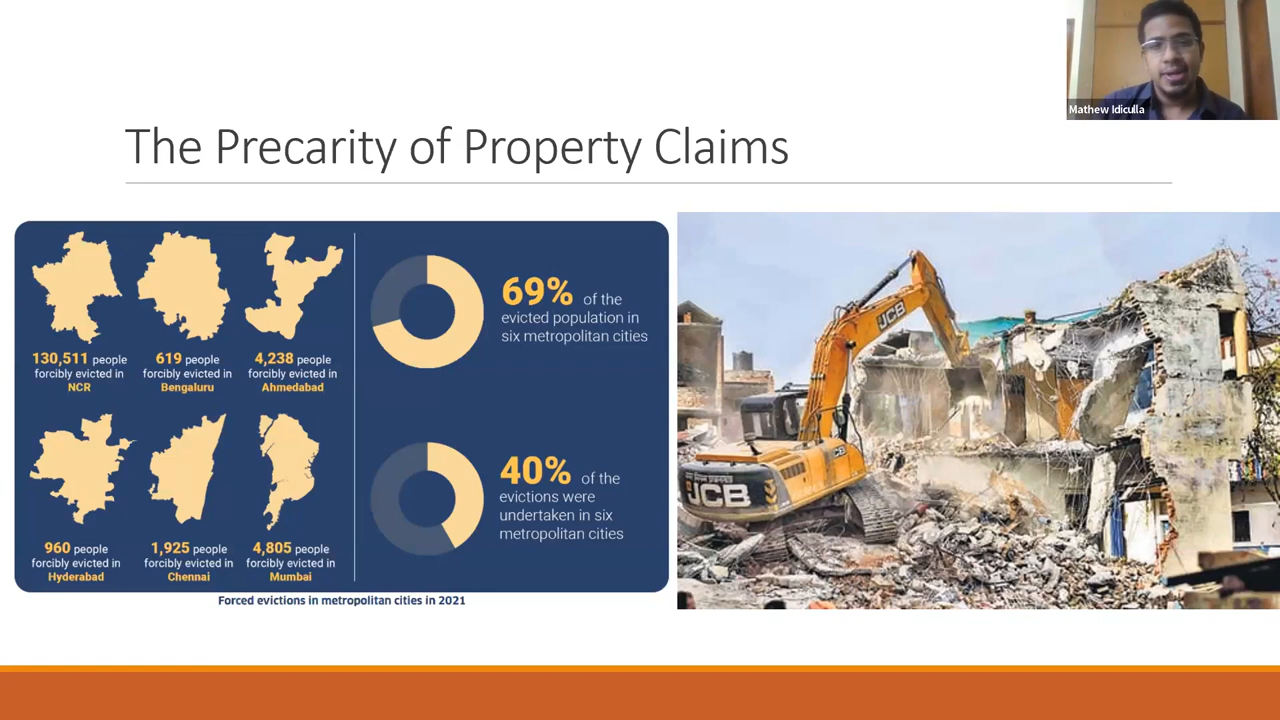 Mathew Idiculla
The Precarity of Property Claims
130,511 people
forcibly evicted in
NCR
619 people
forcibly evicted in
Bengaluru
4,238 people
forcibly evicted in
Ahmedabad
960 people
forcibly evicted in
Hyderabad
1,925 people
forcibly evicted in
Chennai
4,805 people
forcibly evicted in
Mumbai
69% of the
evicted population in
six metropolitan cities
40% of the
evictions were
undertaken in six
metropolitan cities
Forced evictions in metropolitan cities in 2021
JCB
JCB
JCB